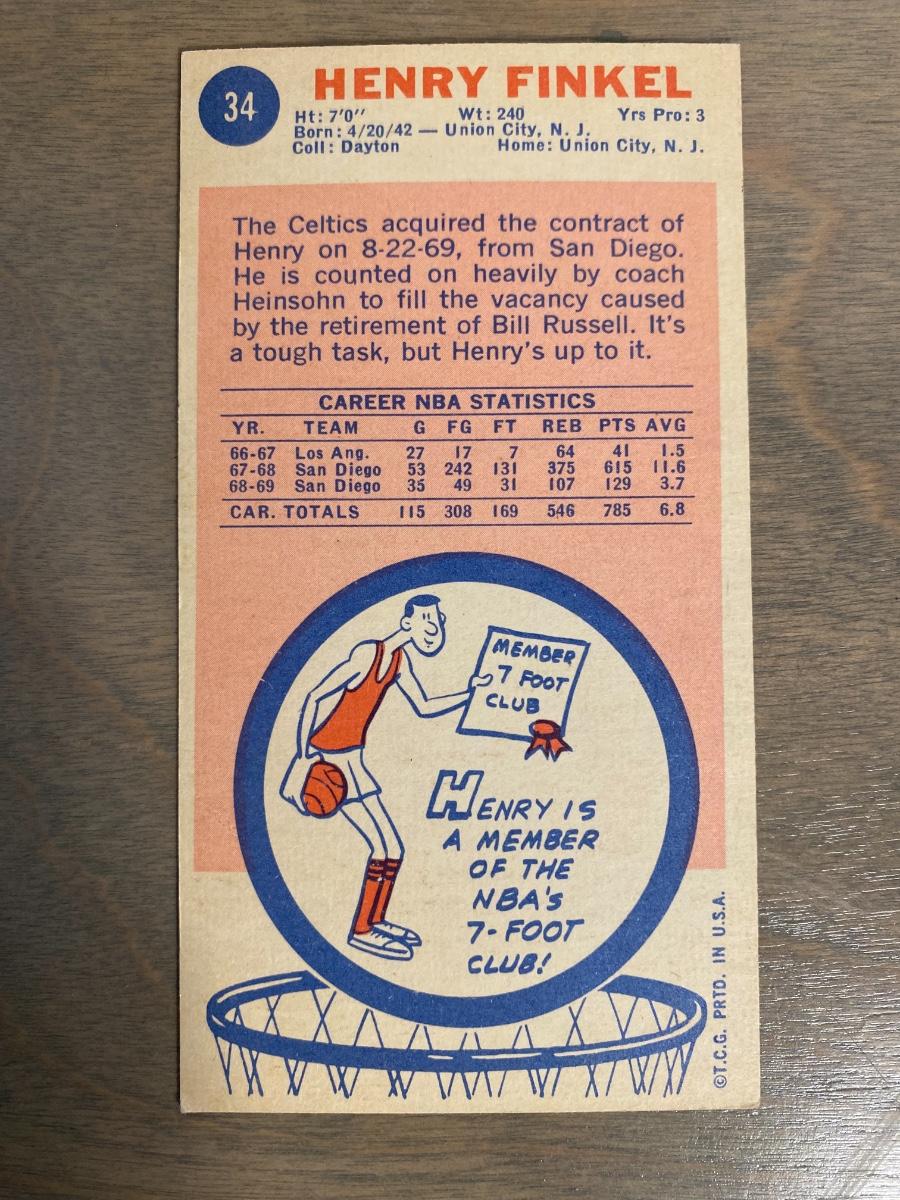 34
HENRY FINKEL
Ht: 7'0'' Wt: 240 Yrs Pro: 3
Born: 4/20/42 — Union City, N. J.
Coll: Dayton Home: Union City, N. J.
The Celtics acquired the contract of
Henry on 8-22-69, from San Diego.
He is counted on heavily by coach
Heinsohn to fill the vacancy caused
by the retirement of Bill Russell. It's
a tough task, but Henry's up to it.
CAREER NBA STATISTICS
YR. TEAM G FG FT REB PTS AVG
66-67 Los Ang. 27 17 7 64 41 1.5
67-68 San Diego 53 242 131 375 615 11.6
68-69 San Diego 35 49 31 107 129 3.7
CAR. TOTALS 115 308 169 546 785 6.8
MEMBER
7 FOOT
CLUB
HENRY IS
A MEMBER
OF THE
NBA'S
7-FOOT
CLUB!
©T.C.G. PRTD. IN U.S.A.